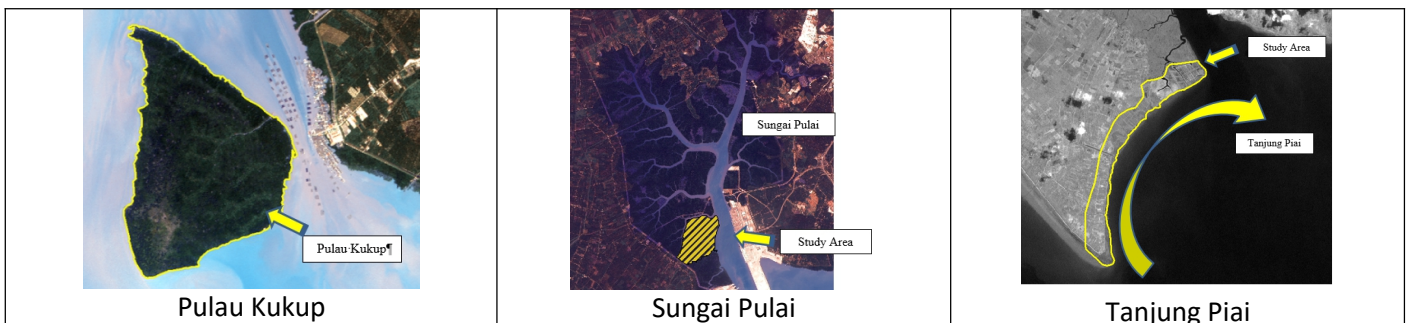 Pulau·Kukup¶
Pulau Kukup
Sungai Pulai
Study Area
Sungai Pulai
Study Area
Tanjung Piai
Tanjung Piai